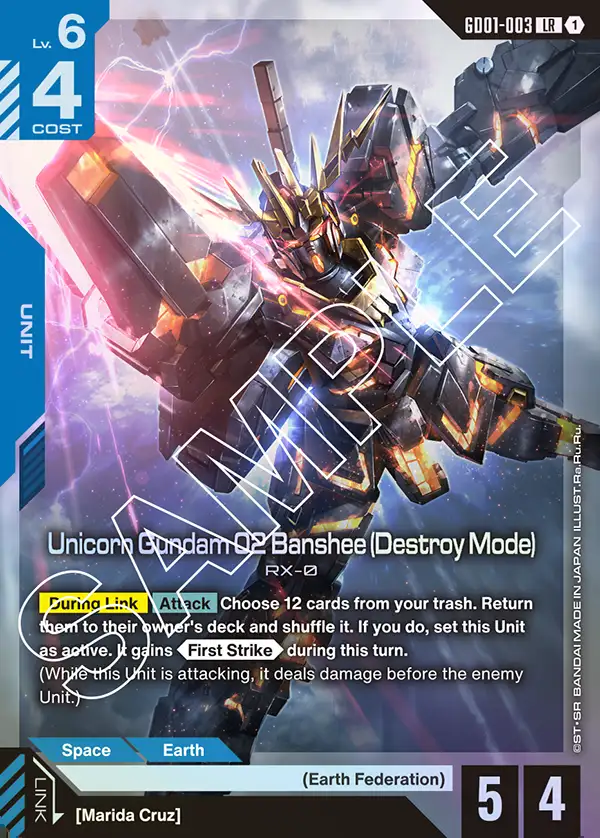 Lv. 6
4
COST
GD01-003 LR 1
UNIT
SAMPLE
Unicorn Gundam 02 Banshee (Destroy Mode)
RX-0
During Link Attack Choose 12 cards from your trash. Return
them to their owner's deck and shuffle it. If you do, set this Unit
as active. It gains First Strike during this turn.
(While this Unit is attacking, it deals damage before the enemy
Unit.)
©ST・SR BANDAI MADE IN JAPAN ILLUST:Ra.Ru.Ru.
Space Earth
(Earth Federation)
LINK
[Marida Cruz]
5 4